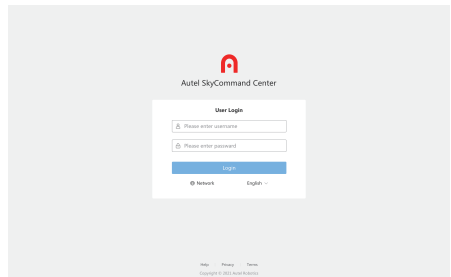 Autel SkyCommand Center
User Login
Please enter username
Please enter password
Login
Network English
Help Privacy Terms
Copyright © 2021 Autel Robotics